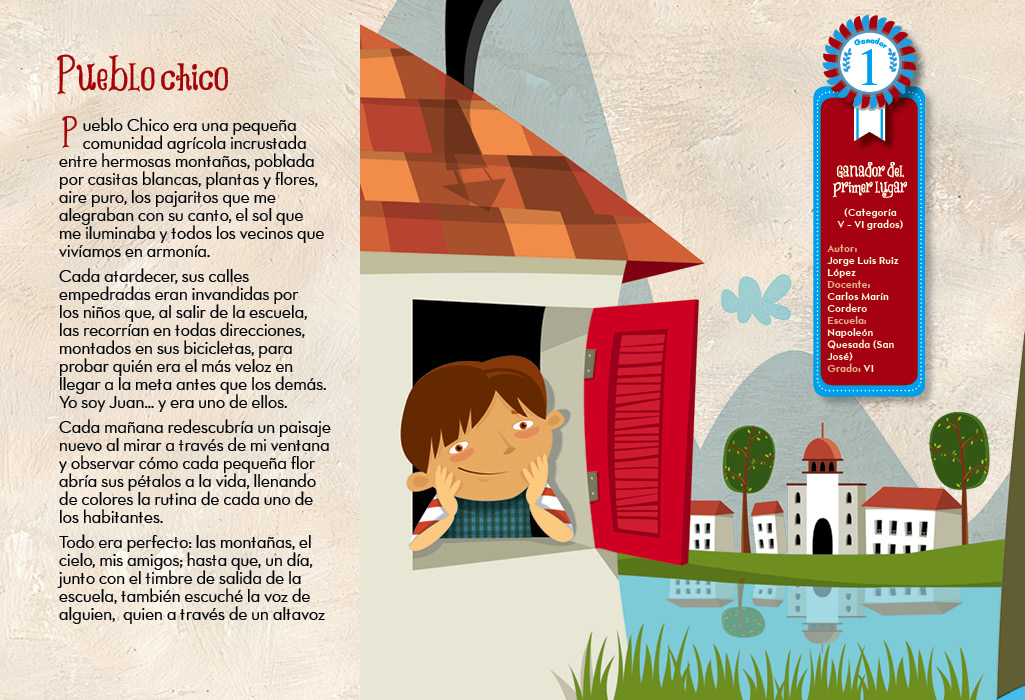 Pueblo chico
Pueblo Chico era una pequeña
comunidad agrícola incrustada
entre hermosas montañas, poblada
por casitas blancas, plantas y flores,
aire puro, los pajaritos que me
alegraban con su canto, el sol que
me iluminaba y todos los vecinos que
vivíamos en armonía.
Cada atardecer, sus calles
empedradas eran invandidas por
los niños que, al salir de la escuela,
las recorrían en todas direcciones,
montados en sus bicicletas, para
probar quién era el más veloz en
llegar a la meta antes que los demás.
Yo soy Juan... y era uno de ellos.
Cada mañana redescubría un paisaje
nuevo al mirar a través de mi ventana
y observar cómo cada pequeña flor
abría sus pétalos a la vida, llenando
de colores la rutina de cada uno de
los habitantes.
Todo era perfecto: las montañas, el
cielo, mis amigos; hasta que, un día,
junto con el timbre de salida de la
escuela, también escuché la voz de
alguien, quien a través de un altavoz
Ganador
1
Ganador del
primer lugar
(Categoría
V – VI grados)
Autor:
Jorge Luis Ruiz
López
Docente:
Carlos Marín
Cordero
Escuela:
Napoleón
Quesada (San
José)
Grado: VI